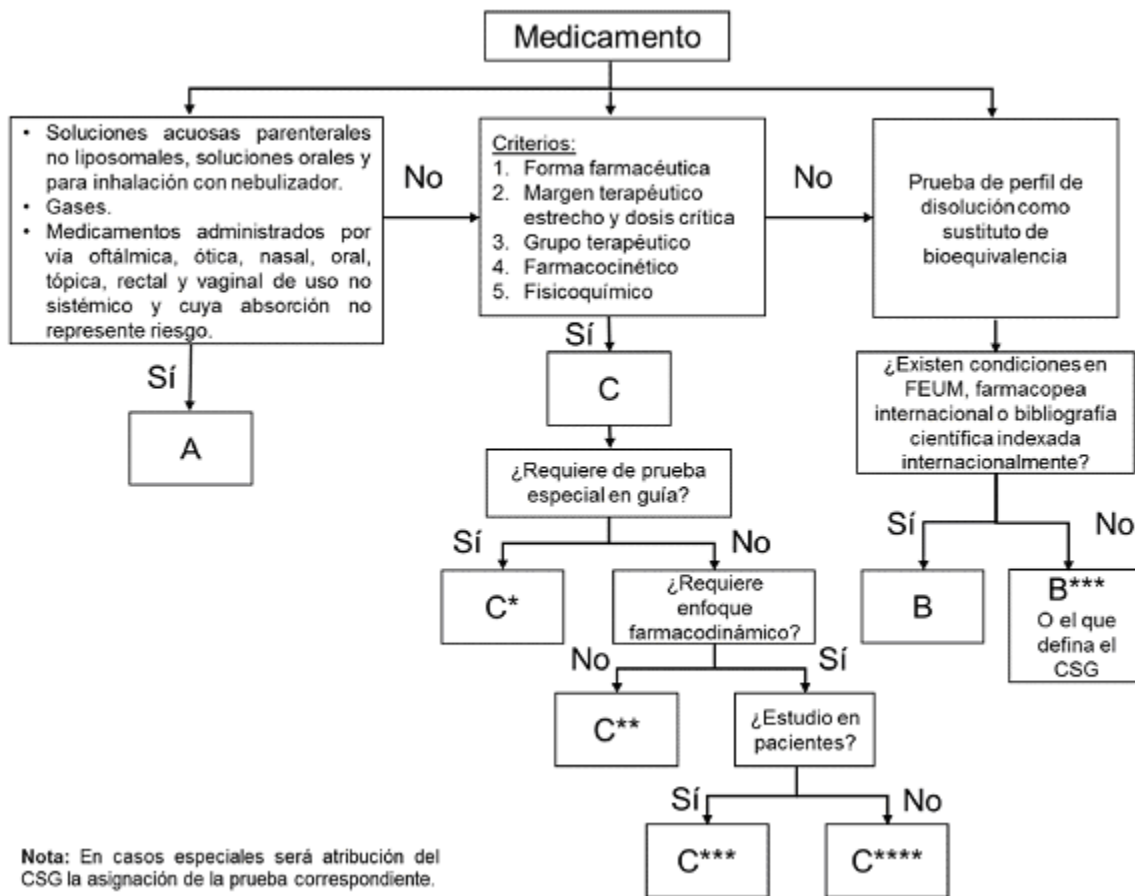 Medicamento
• Soluciones acuosas parenterales
no liposomales, soluciones orales y
para inhalación con nebulizador.
• Gases.
• Medicamentos administrados por
vía oftálmica, ótica, nasal, oral,
tópica, rectal y vaginal de uso no
sistémico y cuya absorción no
represente riesgo.
No
Criterios:
1. Forma farmacéutica
2. Margen terapéutico
estrecho y dosis crítica
3. Grupo terapéutico
4. Farmacocinético
5. Fisicoquímico
No
Prueba de perfil de
disolución como
sustituto de
bioequivalencia
Sí
A
Sí
C
¿Requiere de prueba
especial en guía?
Sí
No
C*
¿Requiere
enfoque
farmacodinámico?
No
Sí
C**
¿Estudio en
pacientes?
Sí
No
C***
C****
¿Existen condiciones en
FEUM, farmacopea
internacional o bibliografía
científica indexada
internacionalmente?
Sí
No
B
B***
O el que
defina el
CSG
Nota: En casos especiales será atribución del
CSG la asignación de la prueba correspondiente.